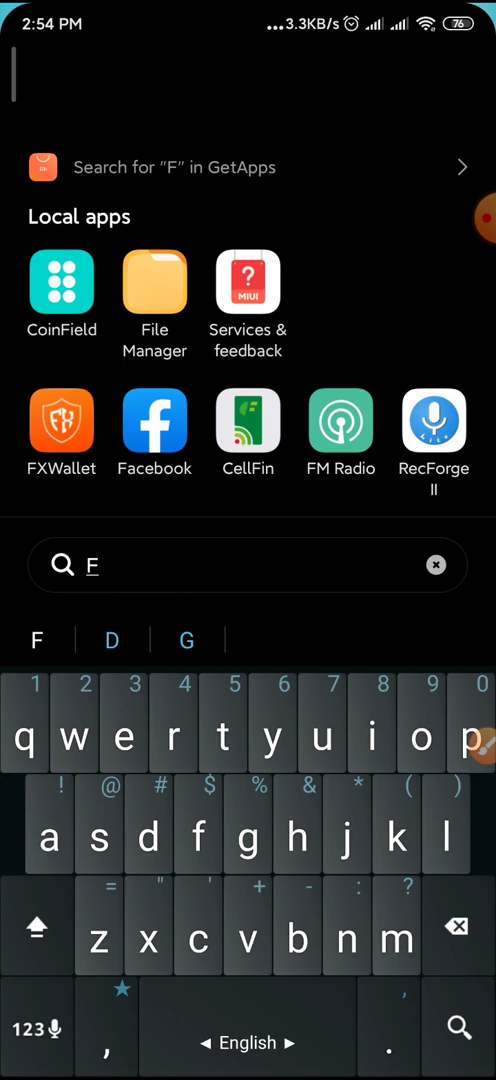 2:54 PM ...3.3KB/s 76
Search for "F" in GetApps
Local apps
? MIUI
CoinField File Manager Services & feedback
FX
FXWallet Facebook CellFin FM Radio RecForge II
F
F D G
1 2 3 4 5 6 7 8 9 0
q w e r t y u i o p
! @ # $ % & * ( )
a s d f g h j k l
= " ' + - : ?
z x c v b n m
123 , ◄ English ► .